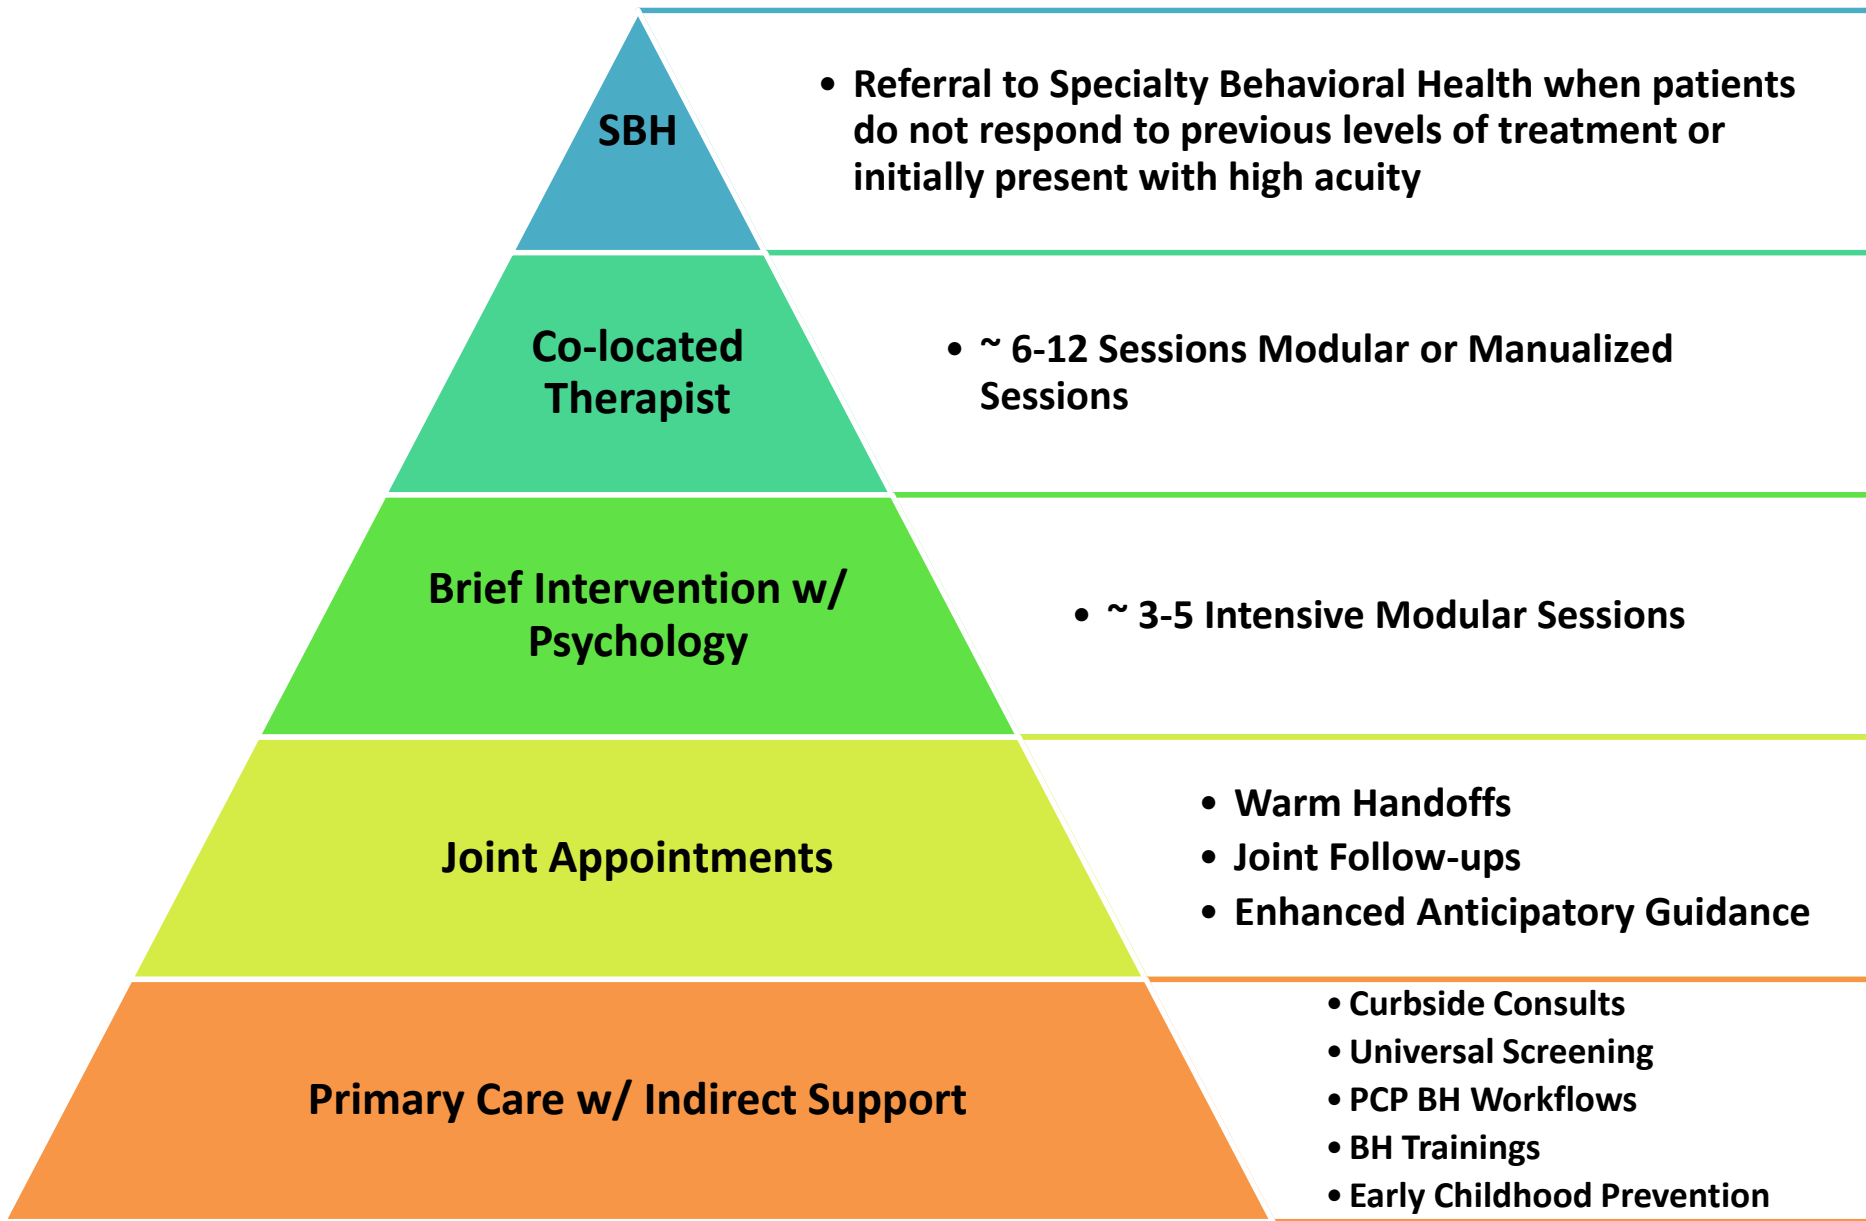 SBH
• Referral to Specialty Behavioral Health when patients
do not respond to previous levels of treatment or
initially present with high acuity
Co-located
Therapist
• ~ 6-12 Sessions Modular or Manualized
Sessions
Brief Intervention w/
Psychology
• ~ 3-5 Intensive Modular Sessions
Joint Appointments
• Warm Handoffs
• Joint Follow-ups
• Enhanced Anticipatory Guidance
Primary Care w/ Indirect Support
• Curbside Consults
• Universal Screening
• PCP BH Workflows
• BH Trainings
• Early Childhood Prevention